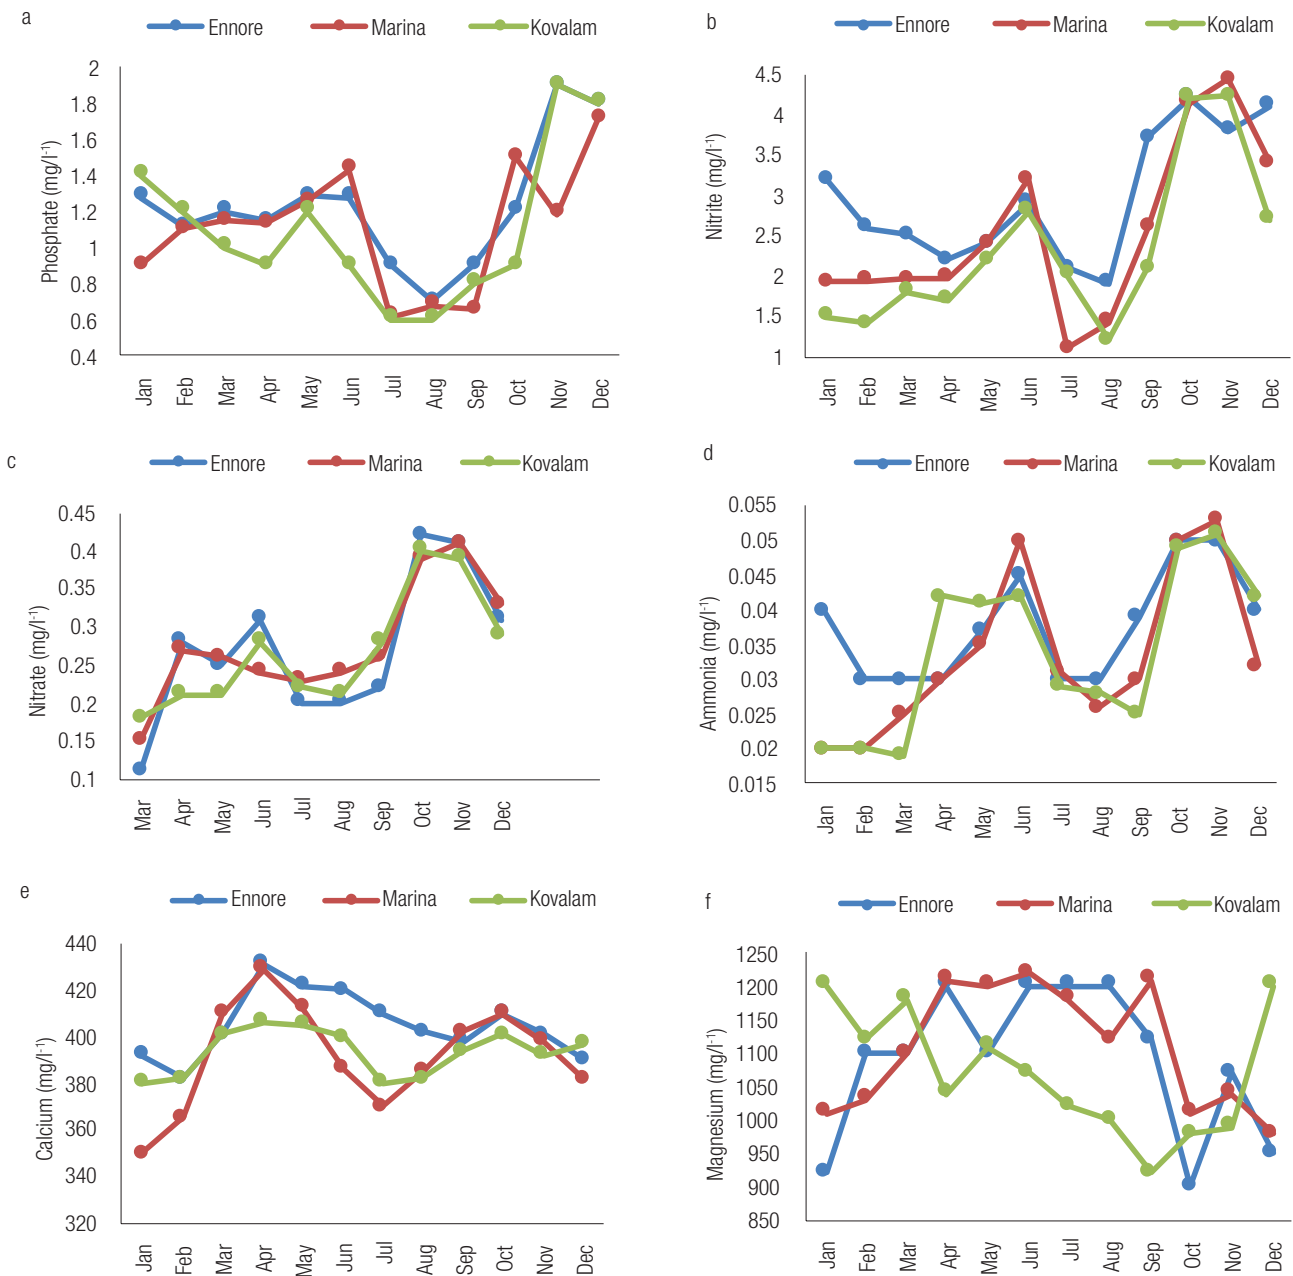 a
Ennore Marina Kovalam
Phosphate (mg/l-1)
2
1.8
1.6
1.4
1.2
1
0.8
0.6
0.4
Jan Feb Mar Apr May Jun Jul Aug Sep Oct Nov Dec
b
Ennore Marina Kovalam
Nitrite (mg/l-1)
4.5
4
3.5
3
2.5
2
1.5
1
Jan Feb Mar Apr May Jun Jul Aug Sep Oct Nov Dec
c
Ennore Marina Kovalam
Nitrate (mg/l-1)
0.45
0.4
0.35
0.3
0.25
0.2
0.15
0.1
Mar Apr May Jun Jul Aug Sep Oct Nov Dec
d
Ennore Marina Kovalam
Ammonia (mg/l-1)
0.055
0.05
0.045
0.04
0.035
0.03
0.025
0.02
0.015
Jan Feb Mar Apr May Jun Jul Aug Sep Oct Nov Dec
e
Ennore Marina Kovalam
Calcium (mg/l-1)
440
420
400
380
360
340
320
Jan Feb Mar Apr May Jun Jul Aug Sep Oct Nov Dec
f
Ennore Marina Kovalam
Magnesium (mg/l-1)
1250
1200
1150
1100
1050
1000
950
900
850
Jan Feb Mar Apr May Jun Jul Aug Sep Oct Nov Dec